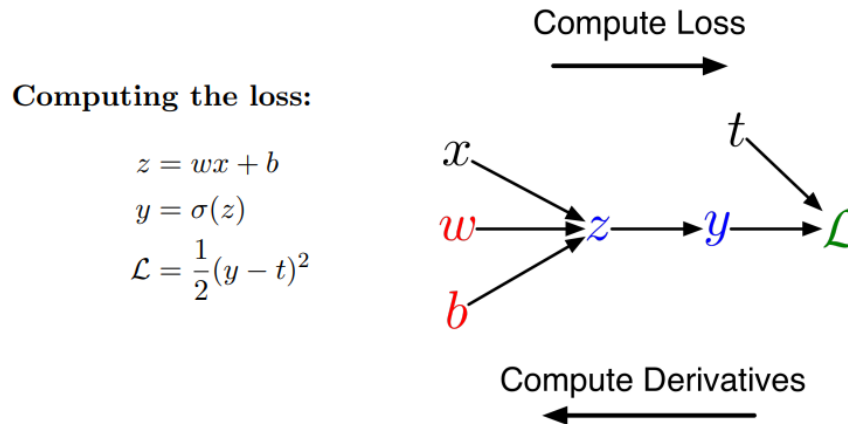 Compute Loss
Computing the loss:
z = wx + b
y = σ(z)
ℒ = 1/2 (y − t)²
t
x
w z y ℒ
b
Compute Derivatives